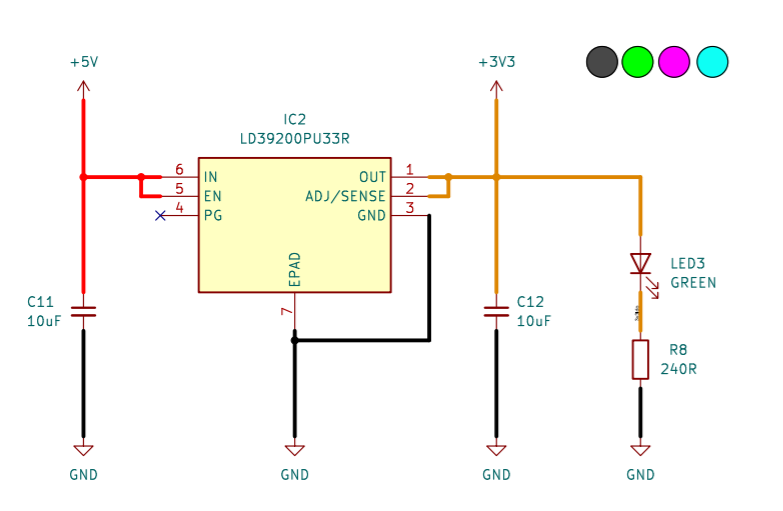 +5V
+3V3
IC2
LD39200PU33R
6 IN
OUT 1
5 EN
ADJ/SENSE 2
4 PG
GND 3
EPAD
7
C11
10uF
C12
10uF
LED3
GREEN
R8
240R
GND
GND
GND
GND